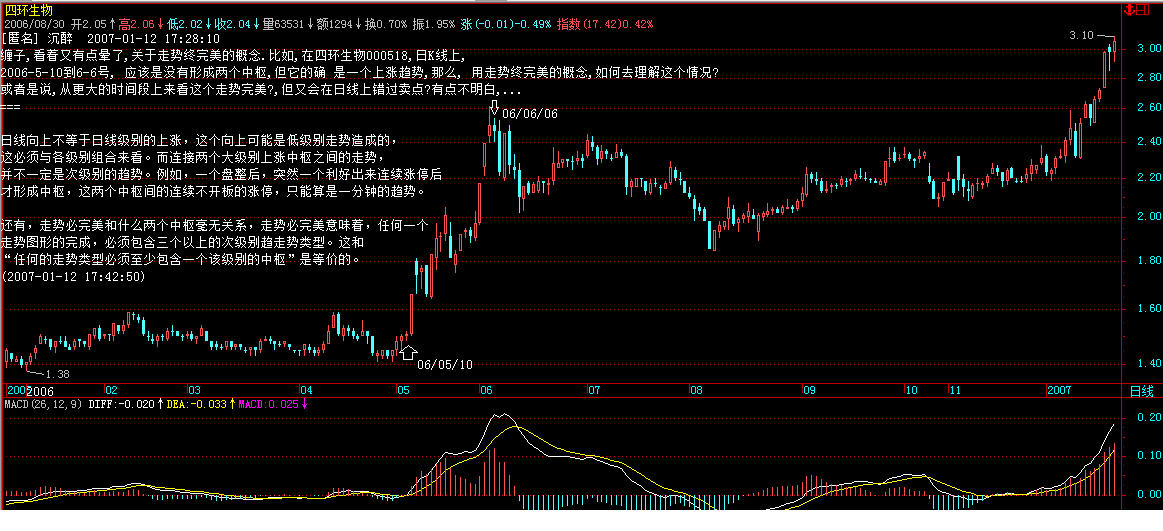 四环生物
2006/08/30 开2.05↑高2.06↓低2.02↓收2.04↓量63531↓额1294↓换0.70% 振1.95% 涨(-0.01)-0.49% 指数(17.42)0.42%
[匿名] 沉醉 2007-01-12 17:28:10
缠子,看着又有点晕了,关于走势终完美的概念.比如,在四环生物000518,日K线上,
2006-5-10到6-6号, 应该是没有形成两个中枢,但它的确 是一个上涨趋势,那么, 用走势终完美的概念,如何去理解这个情况?
或者是说,从更大的时间段上来看这个走势完美?,但又会在日线上错过卖点?有点不明白,...
===
日线向上不等于日线级别的上涨，这个向上可能是低级别走势造成的，
这必须与各级别组合来看。而连接两个大级别上涨中枢之间的走势，
并不一定是次级别的趋势。例如，一个盘整后，突然一个利好出来连续涨停后
才形成中枢，这两个中枢间的连续不开板的涨停，只能算是一分钟的趋势。
还有，走势必完美和什么两个中枢毫无关系，走势必完美意味着，任何一个
走势图形的完成，必须包含三个以上的次级别趋走势类型。这和
“任何的走势类型必须至少包含一个该级别的中枢”是等价的。
(2007-01-12 17:42:50)
3.10
3.00
2.80
2.60
2.40
2.20
2.00
1.80
1.60
1.40
06/06/06
06/05/10
1.38
2006
02
03
04
05
06
07
08
09
10
11
2007
日线
MACD(26,12,9) DIFF:-0.020↑DEA:-0.033↑MACD:0.025↓
0.20
0.10
0.00